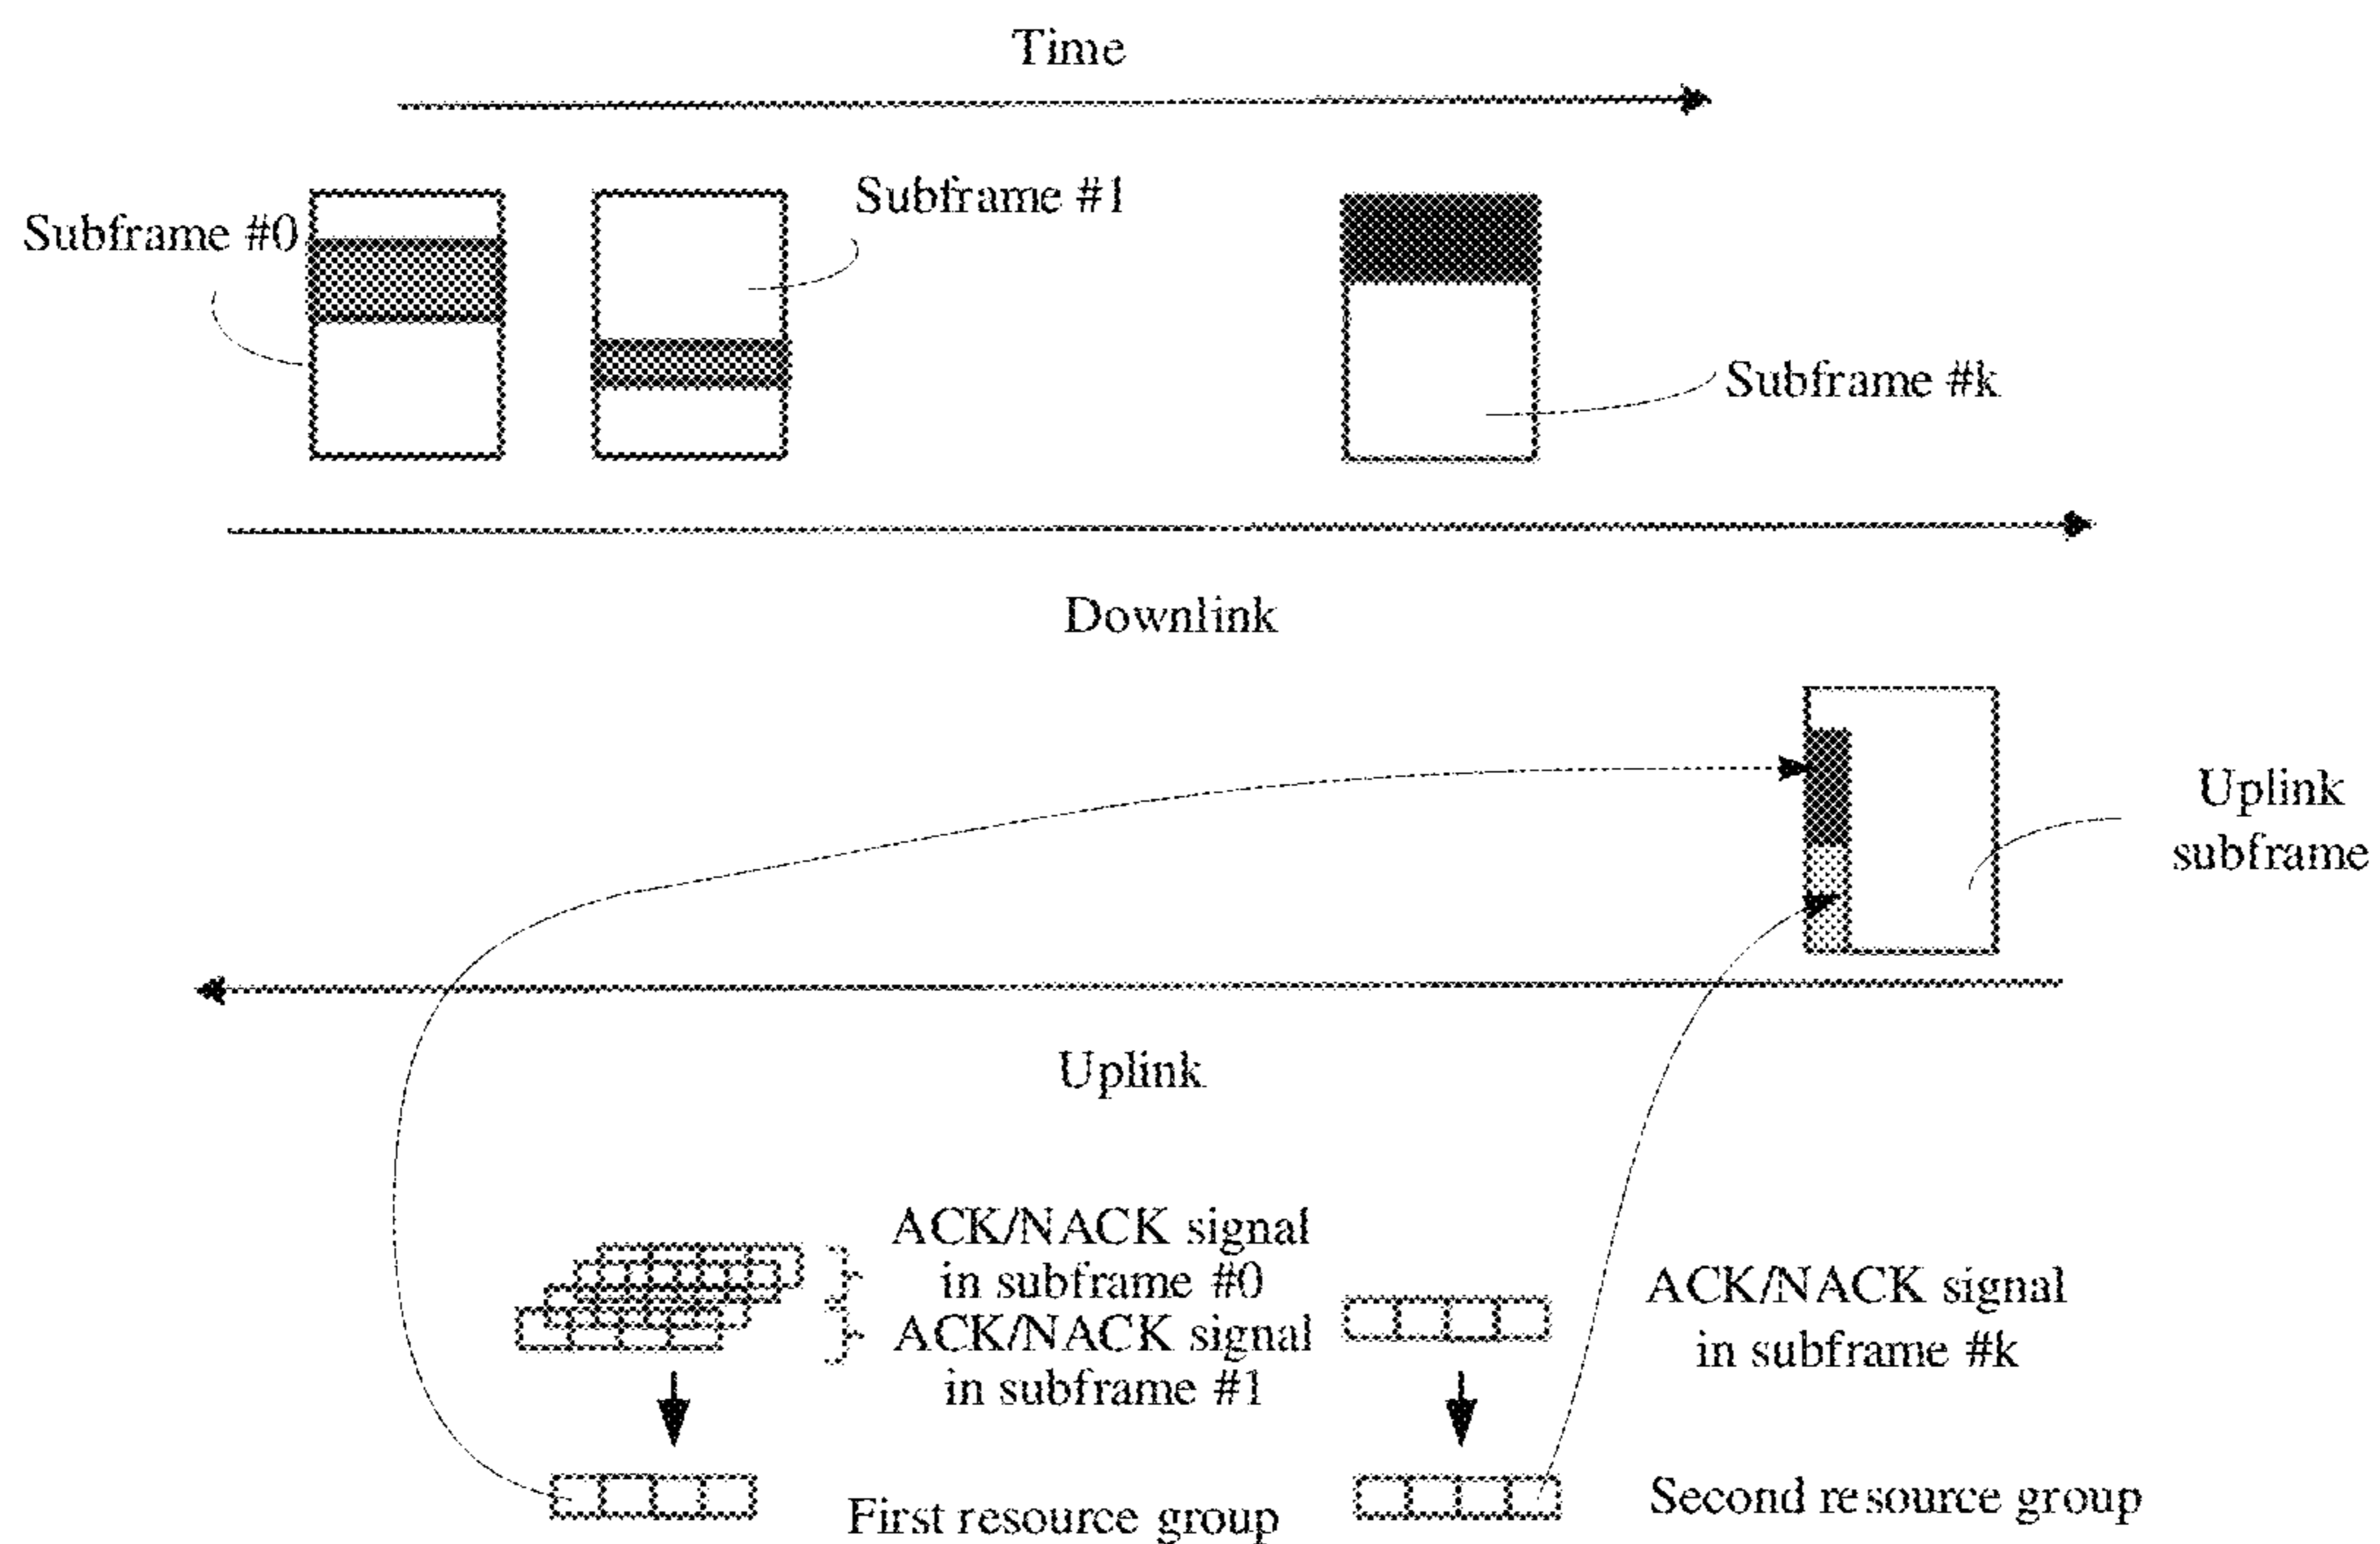 Time
Subframe #0
Subframe #1
Subframe #k
Downlink
Uplink
subframe
Uplink
ACK/NACK signal
in subframe #0
ACK/NACK signal
in subframe #1
ACK/NACK signal
in subframe #k
First resource group
Second resource group